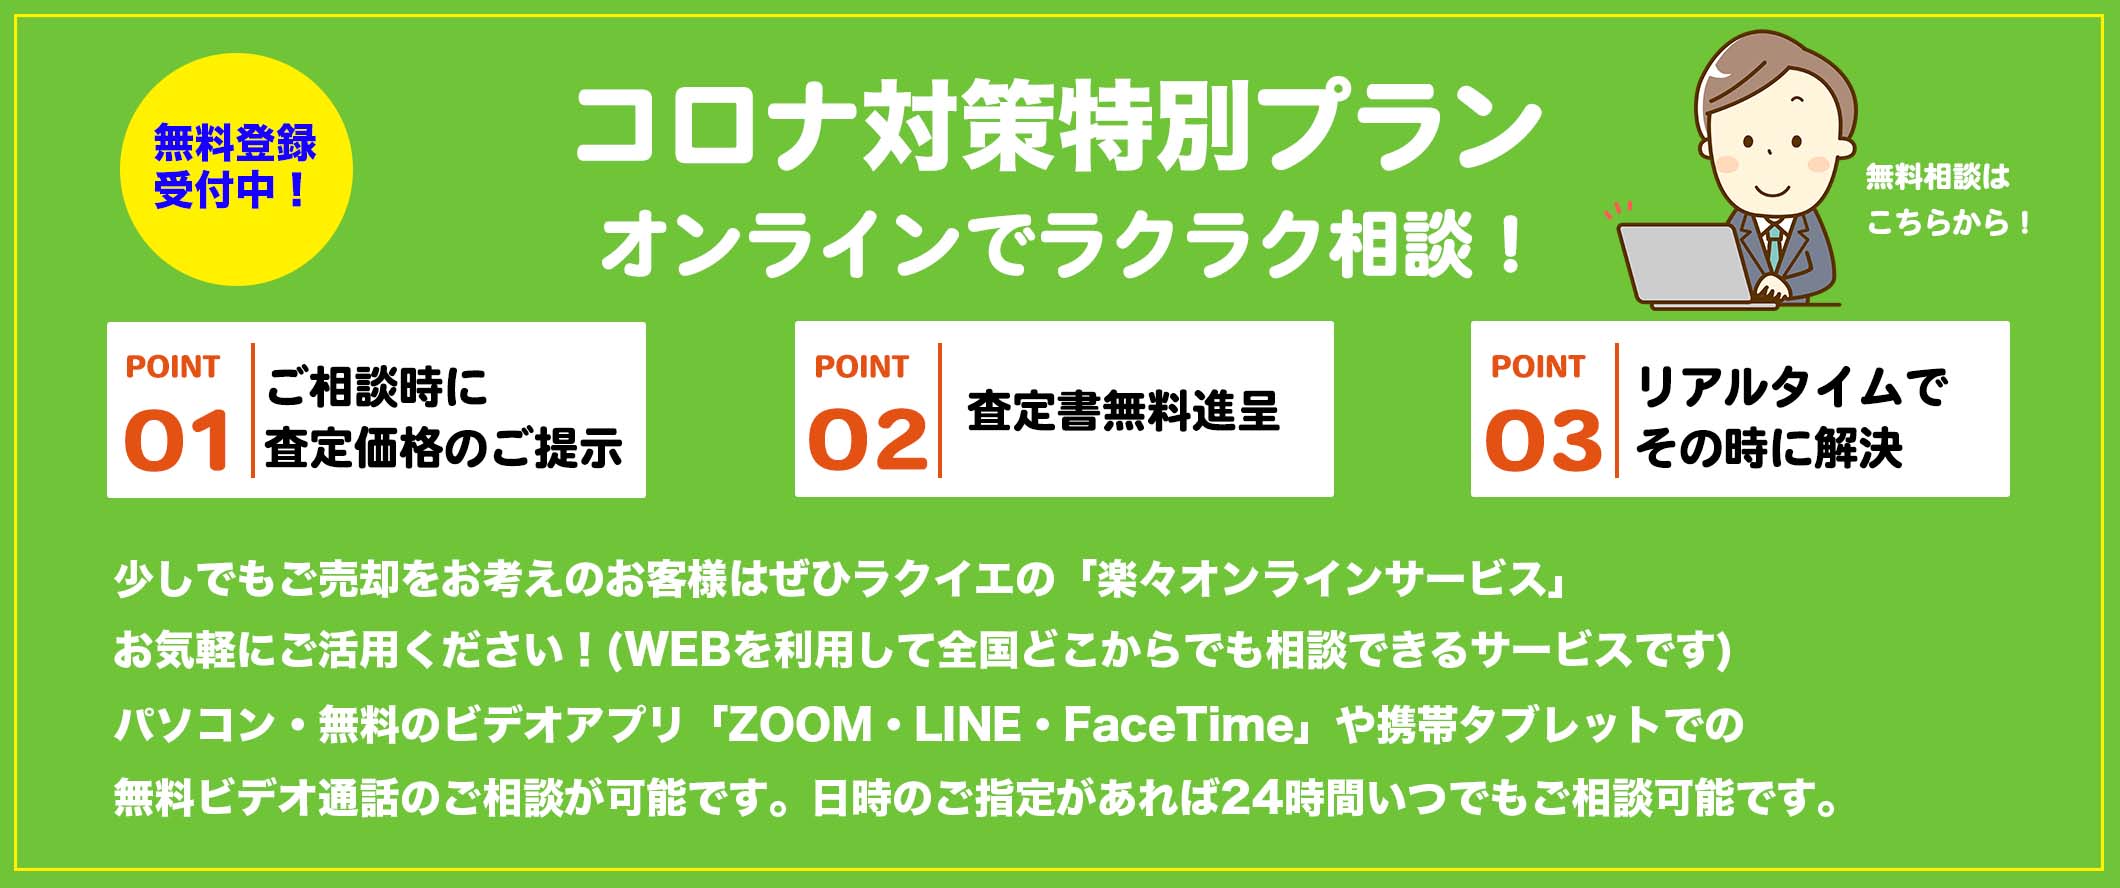 無料登録
受付中！
コロナ対策特別プラン
オンラインでラクラク相談！
無料相談は
こちらから！
POINT
01
ご相談時に
査定価格のご提示
POINT
02
査定書無料進呈
POINT
03
リアルタイムで
その時に解決
少しでもご売却をお考えのお客様はぜひラクイエの「楽々オンラインサービス」
お気軽にご活用ください！(WEBを利用して全国どこからでも相談できるサービスです)
パソコン・無料のビデオアプリ「ZOOM・LINE・FaceTime」や携帯タブレットでの
無料ビデオ通話のご相談が可能です。日時のご指定があれば24時間いつでもご相談可能です。